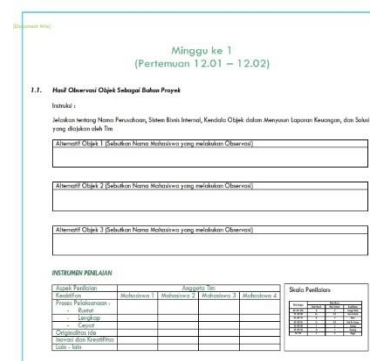 [Document title]
Minggu ke 1
(Pertemuan 12.01 – 12.02)
1.1. Hasil Observasi Objek Sebagai Bahan Proyek
Instruksi :
Jelaskan tentang Nama Perusahaan, Sistem Bisnis Internal, Kendala Objek dalam Menyusun Laporan Keuangan, dan Solusi
yang diajukan oleh Tim
Alternatif Objek 1 (Sebutkan Nama Mahasiswa yang melakukan Observasi)
Alternatif Objek 2 (Sebutkan Nama Mahasiswa yang melakukan Observasi)
Alternatif Objek 3 (Sebutkan Nama Mahasiswa yang melakukan Observasi)
INSTRUMEN PENILAIAN
Aspek Penilaian Anggota Tim
Keaktifan Mahasiswa 1 Mahasiswa 2 Mahasiswa 3 Mahasiswa 4
Proses Pelaksanaan :
- Runtut
- Lengkap
- Cepat
Originalitas ide
Inovasi dan Kreatifitas
Lain - lain
Skala Penilaian: